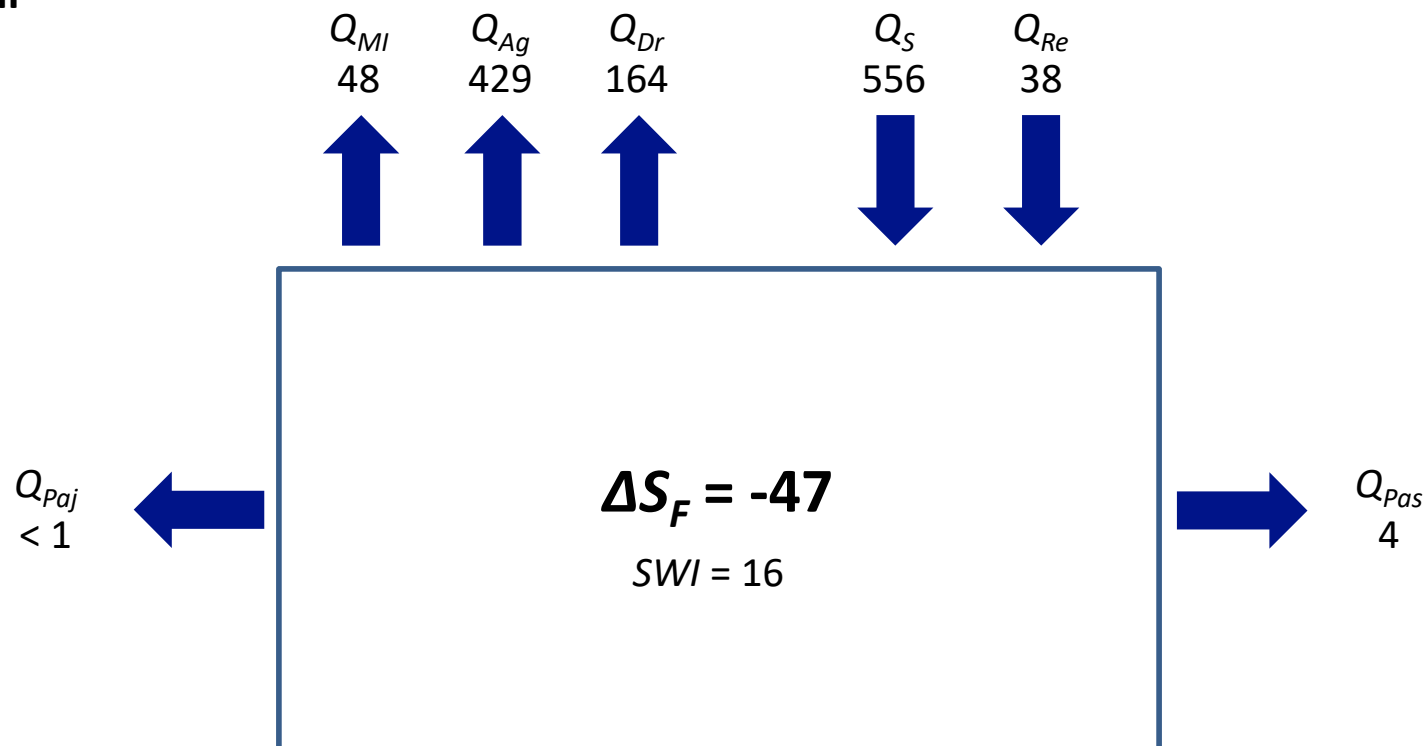 Q_MI Q_Ag Q_Dr Q_S Q_Re
48 429 164 556 38
Q_Paj
< 1
ΔS_F = -47
SWI = 16
Q_Pas
4